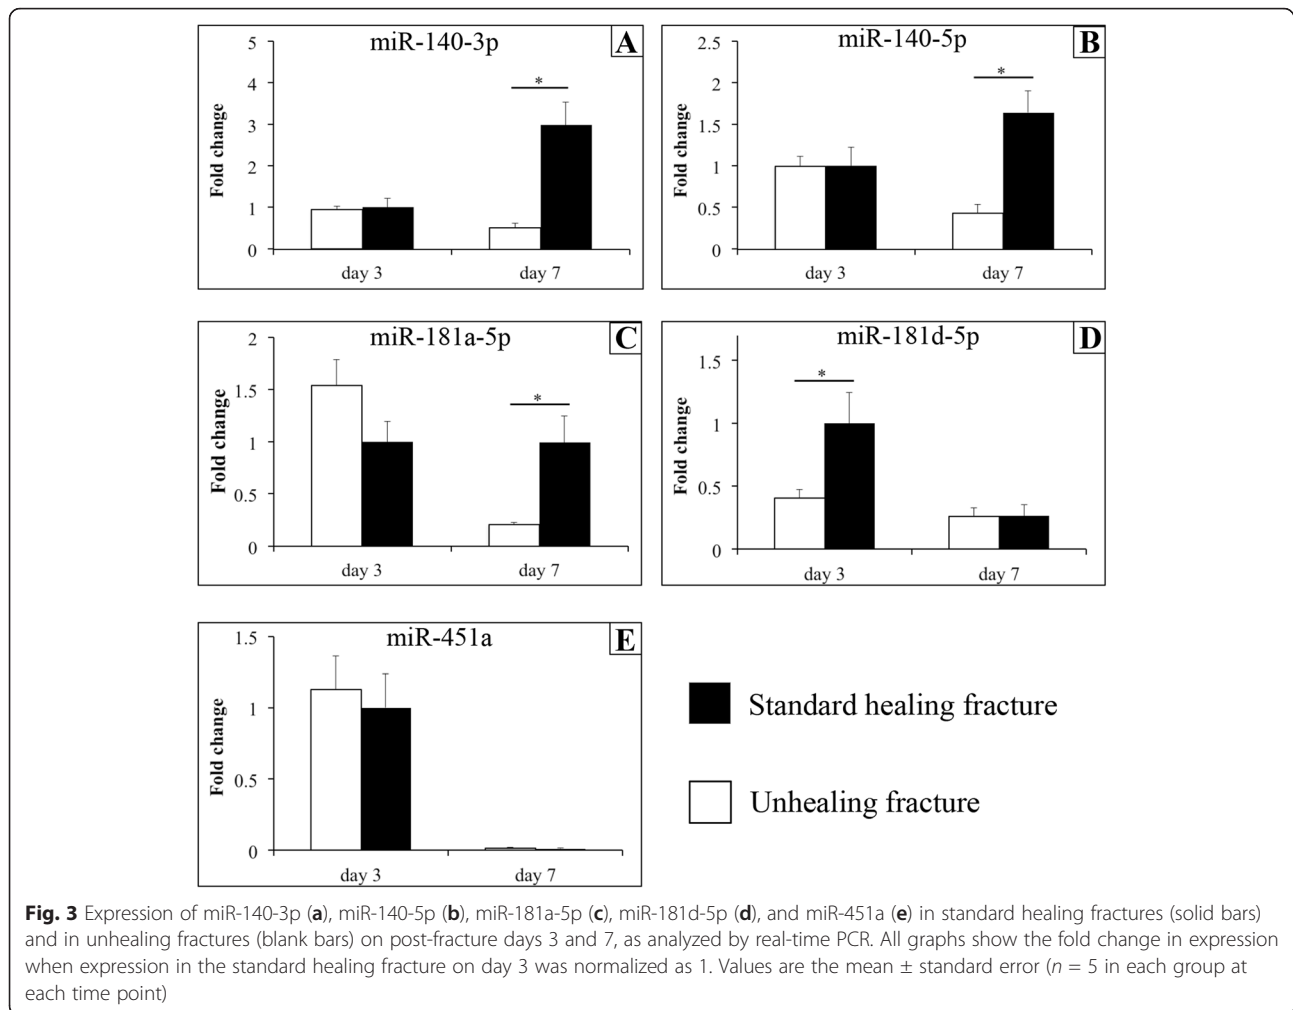 miR-140-3p
A
5
4
3
2
1
0
Fold change
*
day 3
day 7
miR-140-5p
B
2.5
2
1.5
1
0.5
0
Fold change
*
day 3
day 7
miR-181a-5p
C
2
1.5
1
0.5
0
Fold change
*
day 3
day 7
miR-181d-5p
D
1.5
1
0.5
0
Fold change
*
day 3
day 7
miR-451a
E
1.5
1
0.5
0
Fold change
day 3
day 7
Standard healing fracture
Unhealing fracture
Fig. 3 Expression of miR-140-3p (a), miR-140-5p (b), miR-181a-5p (c), miR-181d-5p (d), and miR-451a (e) in standard healing fractures (solid bars)
and in unhealing fractures (blank bars) on post-fracture days 3 and 7, as analyzed by real-time PCR. All graphs show the fold change in expression
when expression in the standard healing fracture on day 3 was normalized as 1. Values are the mean ± standard error (n = 5 in each group at
each time point)